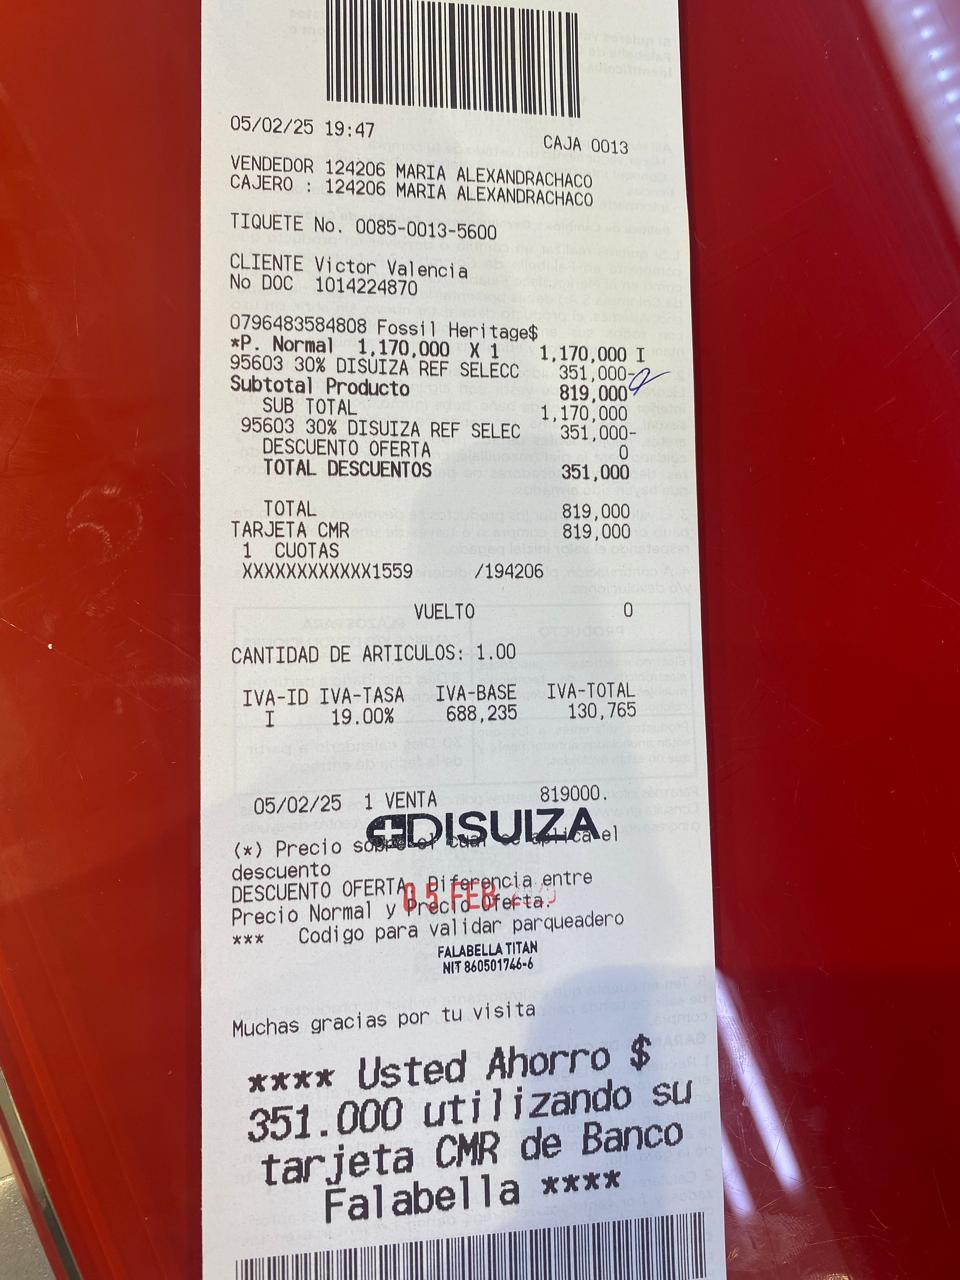 05/02/25 19:47 CAJA 0013
VENDEDOR 124206 MARIA ALEXANDRACHACO
CAJERO : 124206 MARIA ALEXANDRACHACO
TIQUETE No. 0085-0013-5600
CLIENTE Victor Valencia
No DOC 1014224870
0796483584808 Fossil Heritage$
*P. Normal 1,170,000 X 1 1,170,000 I
95603 30% DISUIZA REF SELECC 351,000-
Subtotal Producto 819,000
SUB TOTAL 1,170,000
95603 30% DISUIZA REF SELEC 351,000-
DESCUENTO OFERTA 0
TOTAL DESCUENTOS 351,000
TOTAL 819,000
TARJETA CMR 819,000
1 CUOTAS
XXXXXXXXXXXX1559 /194206
VUELTO 0
CANTIDAD DE ARTICULOS: 1.00
IVA-ID IVA-TASA IVA-BASE IVA-TOTAL
I 19.00% 688,235 130,765
05/02/25 1 VENTA 819000.
DISUIZA
(*) Precio sobre el cual se aplica el
descuento
DESCUENTO OFERTA. Diferencia entre
05 FEB 2025
Precio Normal y Precio Oferta.
*** Codigo para validar parqueadero
FALABELLA TITAN
NIT 860501746-6
Muchas gracias por tu visita
**** Usted Ahorro $
351.000 utilizando su
tarjeta CMR de Banco
Falabella ****